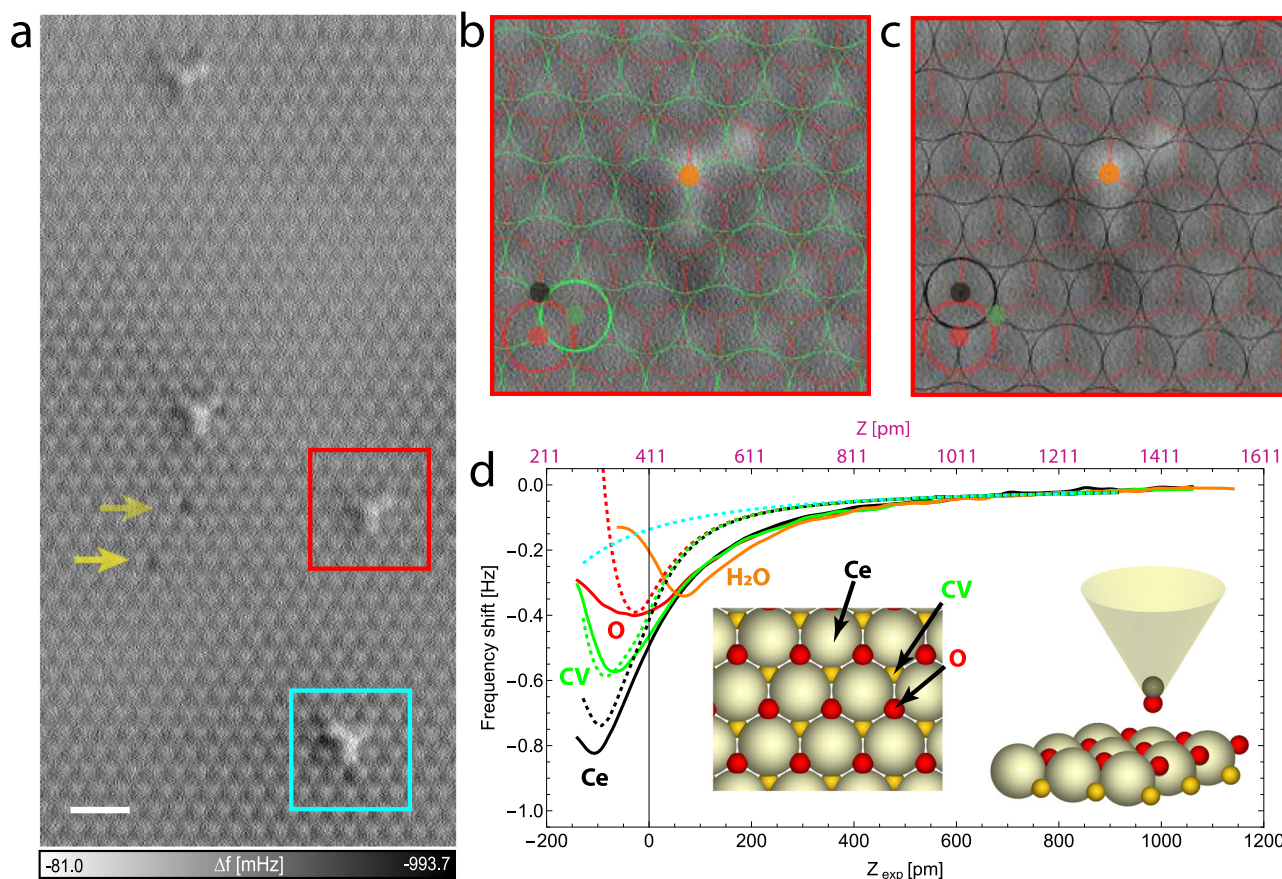 a
b
c
-81.0 Δf [mHz] -993.7
d
Z [pm]
211 411 611 811 1011 1211 1411 1611
Frequency shift [Hz]
0.0
−0.2
−0.4
−0.6
−0.8
−1.0
H₂O
O
CV
Ce
Ce
CV
O
−200 0 200 400 600 800 1000 1200
Z exp [pm]